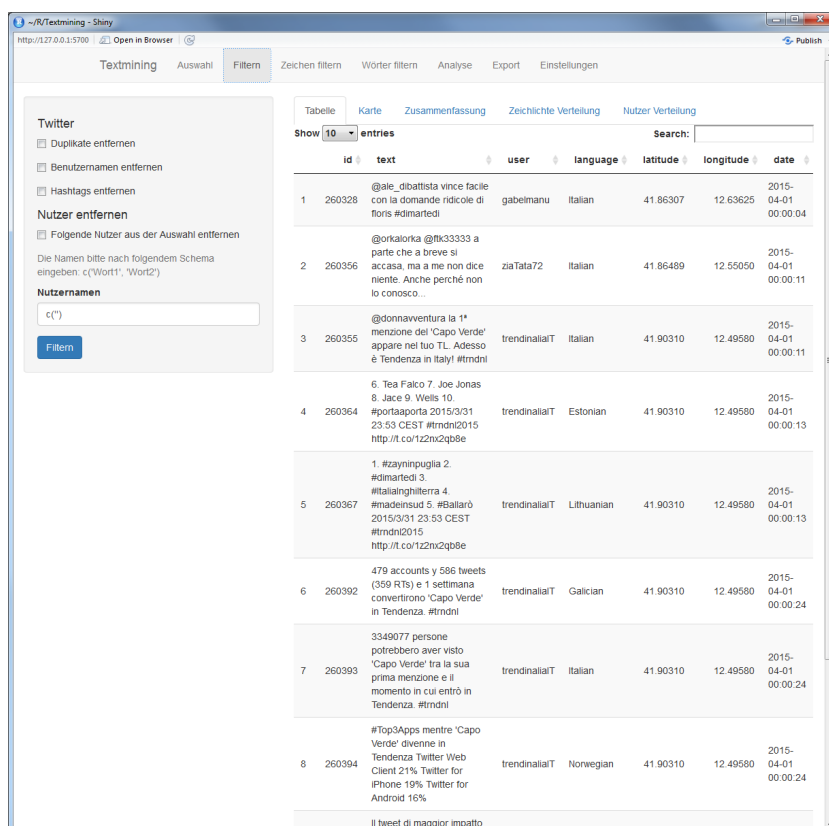 ~/R/Textmining - Shiny
http://127.0.0.1:5700 Open in Browser
Publish
Textmining Auswahl Filtern Zeichen filtern Wörter filtern Analyse Export Einstellungen
Twitter
Duplikate entfernen
Benutzernamen entfernen
Hashtags entfernen
Nutzer entfernen
Folgende Nutzer aus der Auswahl entfernen
Die Namen bitte nach folgendem Schema
eingeben: c('Wort1', 'Wort2')
Nutzernamen
c('')
Filtern
Tabelle Karte Zusammenfassung Zeichlichte Verteilung Nutzer Verteilung
Show 10 entries
Search:
id text user language latitude longitude date
1 260328 @ale_dibattista vince facile
con la domande ridicole di
floris #dimartedi
gabelmanu Italian 41.86307 12.63625 2015-
04-01
00:00:04
2 260356 @orkalorka @ftk33333 a
parte che a breve si
accasa, ma a me non dice
niente. Anche perché non
lo conosco...
ziaTata72 Italian 41.86489 12.55050 2015-
04-01
00:00:11
3 260355 @donnavventura la 1ª
menzione del 'Capo Verde'
appare nel tuo TL. Adesso
è Tendenza in Italy! #trndnl
trendinaliaIT Italian 41.90310 12.49580 2015-
04-01
00:00:11
4 260364 6. Tea Falco 7. Joe Jonas
8. Jace 9. Wells 10.
#portaaporta 2015/3/31
23:53 CEST #trndnl2015
http://t.co/1z2nx2qb8e
trendinaliaIT Estonian 41.90310 12.49580 2015-
04-01
00:00:13
5 260367 1. #zayninpuglia 2.
#dimartedi 3.
#ItaliaInghilterra 4.
#madeinsud 5. #Ballarò
2015/3/31 23:53 CEST
#trndnl2015
http://t.co/1z2nx2qb8e
trendinaliaIT Lithuanian 41.90310 12.49580 2015-
04-01
00:00:13
6 260392 479 accounts y 586 tweets
(359 RTs) e 1 settimana
convertirono 'Capo Verde'
in Tendenza. #trndnl
trendinaliaIT Galician 41.90310 12.49580 2015-
04-01
00:00:24
7 260393 3349077 persone
potrebbero aver visto
'Capo Verde' tra la sua
prima menzione e il
momento in cui entrò in
Tendenza. #trndnl
trendinaliaIT Italian 41.90310 12.49580 2015-
04-01
00:00:24
8 260394 #Top3Apps mentre 'Capo
Verde' divenne in
Tendenza Twitter Web
Client 21% Twitter for
iPhone 19% Twitter for
Android 16%
trendinaliaIT Norwegian 41.90310 12.49580 2015-
04-01
00:00:24
Il tweet di maggior impatto